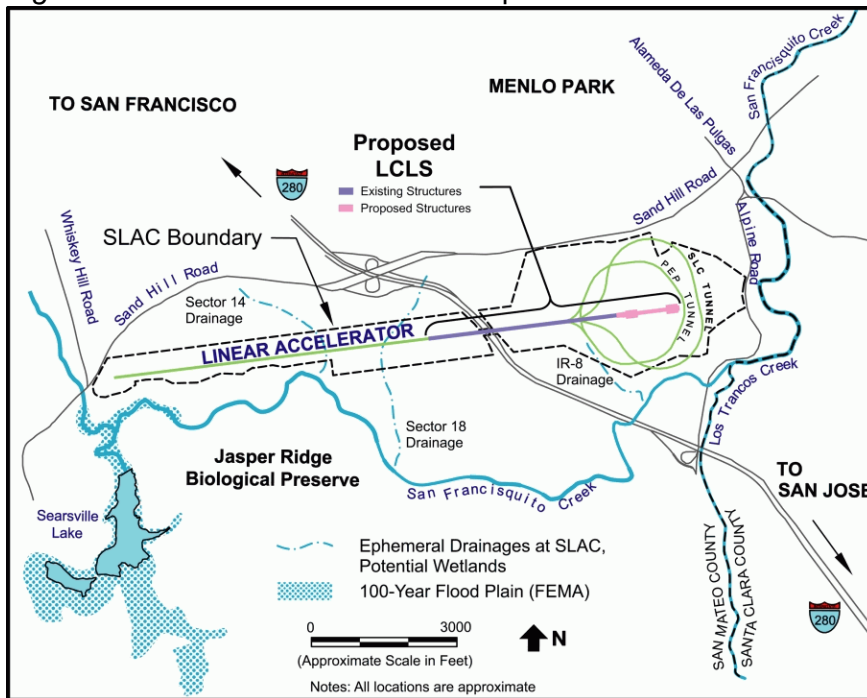 San Francisquito Creek
Alameda De Las Pulgas
MENLO PARK
TO SAN FRANCISCO
Proposed
LCLS
280
Existing Structures
Proposed Structures
Sand Hill Road
Whiskey Hill Road
SLAC Boundary
Alpine Road
Sand Hill Road
SLC TUNNEL
PEP TUNNEL
Sector 14
Drainage
LINEAR ACCELERATOR
IR-8
Drainage
Los Trancos Creek
Sector 18
Drainage
Jasper Ridge
Biological Preserve
San Francisquito Creek
TO
SAN JOSE
Searsville
Lake
Ephemeral Drainages at SLAC,
Potential Wetlands
100-Year Flood Plain (FEMA)
SAN MATEO COUNTY
SANTA CLARA COUNTY
280
0 3000
(Approximate Scale in Feet)
N
Notes: All locations are approximate